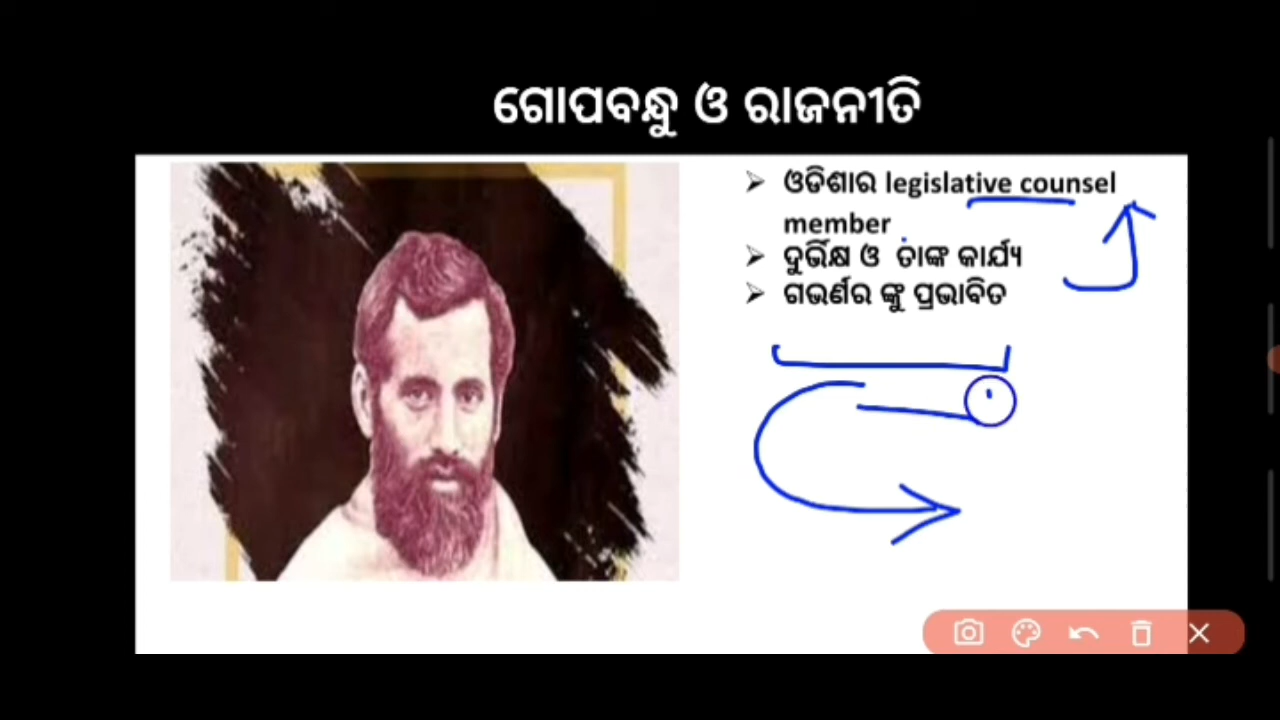 ଗୋପବନ୍ଧୁ ଓ ରାଜନୀତି
➢ ଓଡିଶାର legislative counsel
member
➢ ଦୁର୍ଭିକ୍ଷ ଓ ତାଙ୍କ କାର୍ଯ୍ୟ
➢ ଗଭର୍ଣର ଙ୍କୁ ପ୍ରଭାବିତ